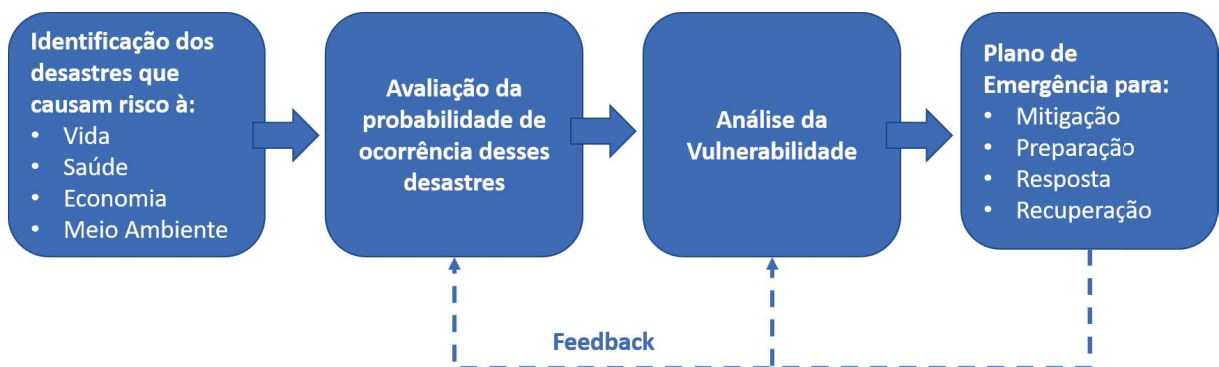 Identificação dos
desastres que
causam risco à:
• Vida
• Saúde
• Economia
• Meio Ambiente
Avaliação da
probabilidade de
ocorrência desses
desastres
Análise da
Vulnerabilidade
Plano de
Emergência para:
• Mitigação
• Preparação
• Resposta
• Recuperação
Feedback